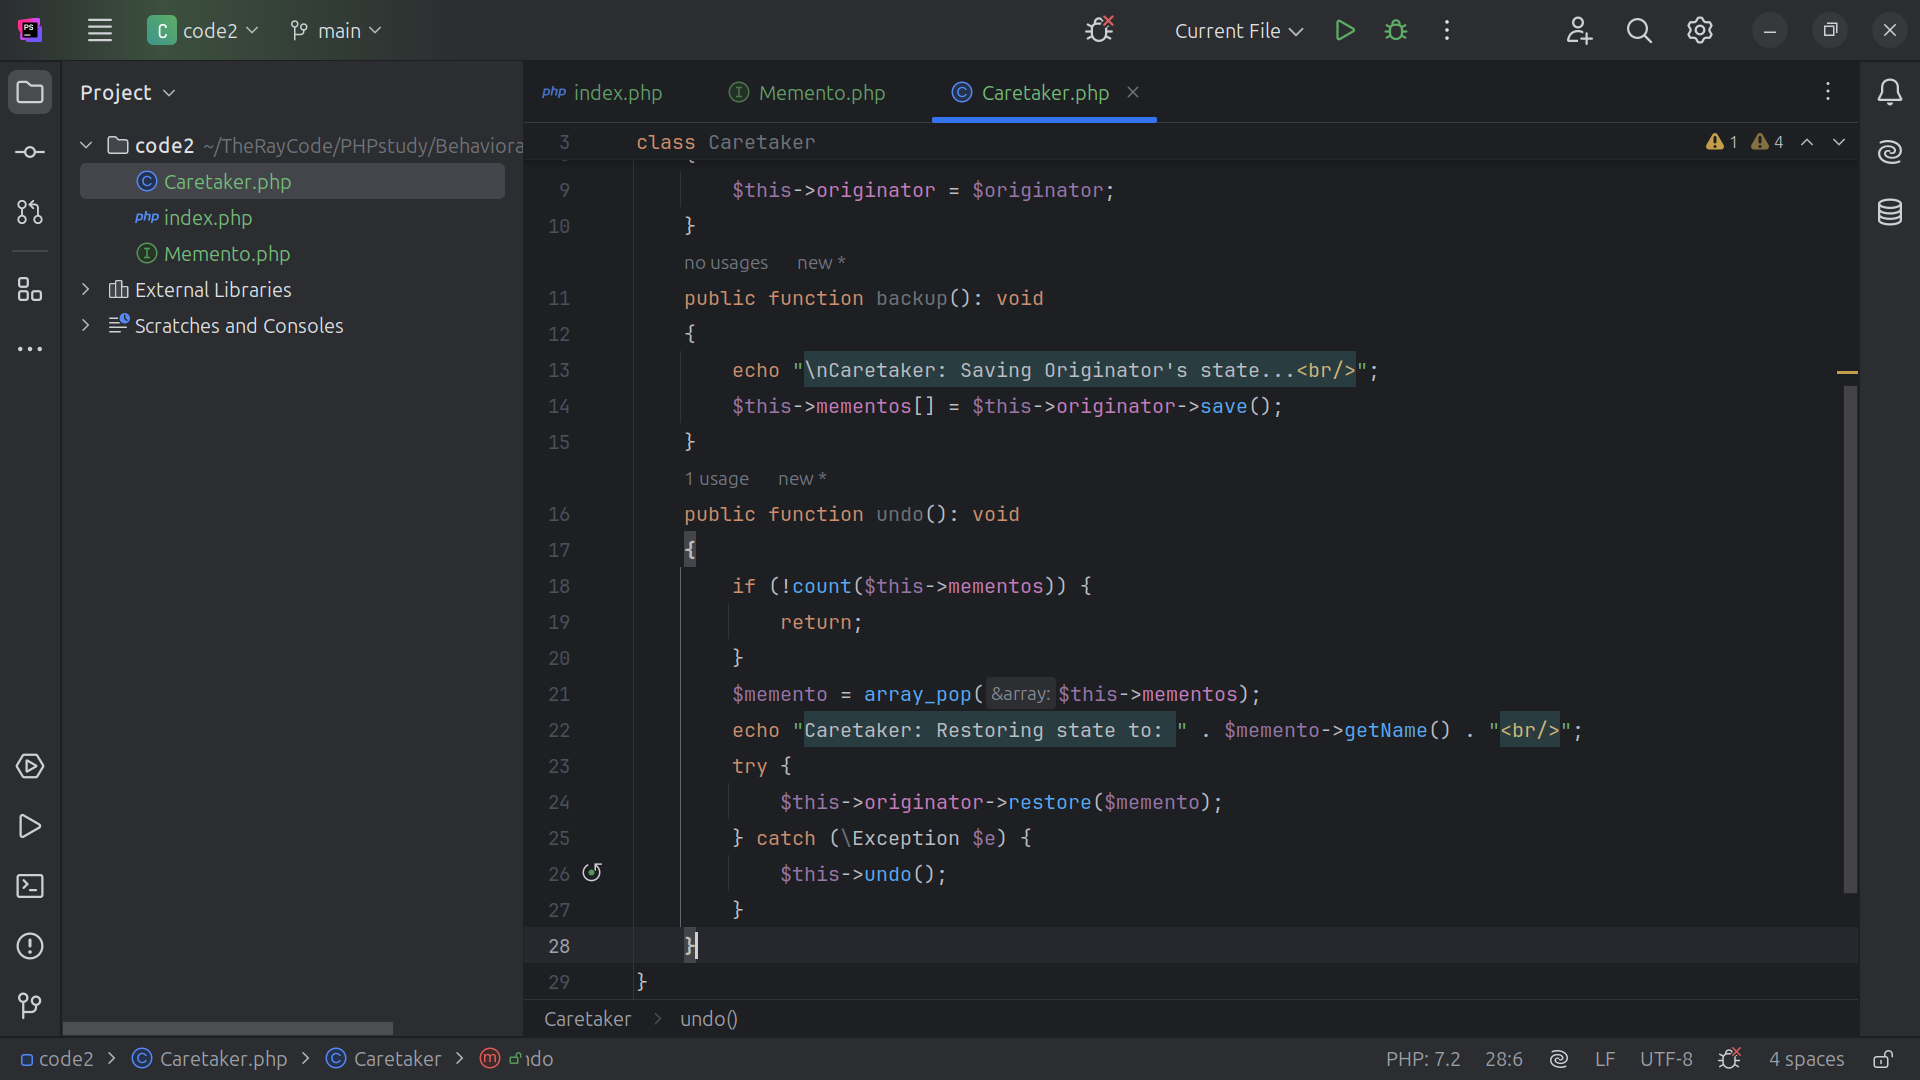 PS
C code2
main
Current File
Project
code2 ~/TheRayCode/PHPstudy/Behaviora
Caretaker.php
php index.php
Memento.php
External Libraries
Scratches and Consoles
php index.php
Memento.php
Caretaker.php
3 class Caretaker
1 4
9 $this->originator = $originator;
10 }
no usages new *
11 public function backup(): void
12 {
13 echo "\nCaretaker: Saving Originator's state...<br/>";
14 $this->mementos[] = $this->originator->save();
15 }
1 usage new *
16 public function undo(): void
17 {
18 if (!count($this->mementos)) {
19 return;
20 }
21 $memento = array_pop( &array: $this->mementos);
22 echo "Caretaker: Restoring state to: " . $memento->getName() . "<br/>";
23 try {
24 $this->originator->restore($memento);
25 } catch (\Exception $e) {
26 $this->undo();
27 }
28 }
29 }
Caretaker > undo()
code2 > Caretaker.php > Caretaker > undo
PHP: 7.2 28:6 LF UTF-8 4 spaces